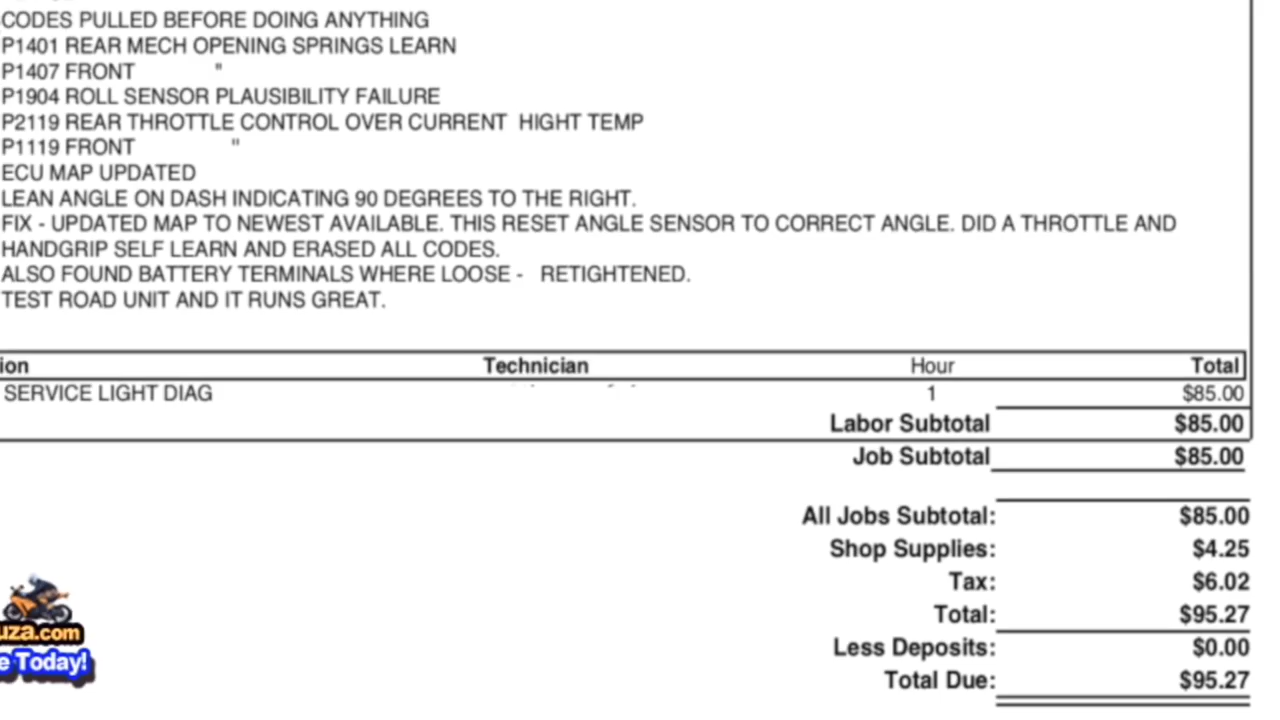 CODES PULLED BEFORE DOING ANYTHING
P1401 REAR MECH OPENING SPRINGS LEARN
P1407 FRONT "
P1904 ROLL SENSOR PLAUSIBILITY FAILURE
P2119 REAR THROTTLE CONTROL OVER CURRENT HIGHT TEMP
P1119 FRONT "
ECU MAP UPDATED
LEAN ANGLE ON DASH INDICATING 90 DEGREES TO THE RIGHT.
FIX - UPDATED MAP TO NEWEST AVAILABLE. THIS RESET ANGLE SENSOR TO CORRECT ANGLE. DID A THROTTLE AND
HANDGRIP SELF LEARN AND ERASED ALL CODES.
ALSO FOUND BATTERY TERMINALS WHERE LOOSE - RETIGHTENED.
TEST ROAD UNIT AND IT RUNS GREAT.
ion Technician Hour Total
SERVICE LIGHT DIAG 1 $85.00
Labor Subtotal $85.00
Job Subtotal $85.00
All Jobs Subtotal: $85.00
Shop Supplies: $4.25
Tax: $6.02
Total: $95.27
Less Deposits: $0.00
Total Due: $95.27
uza.com
e Today!